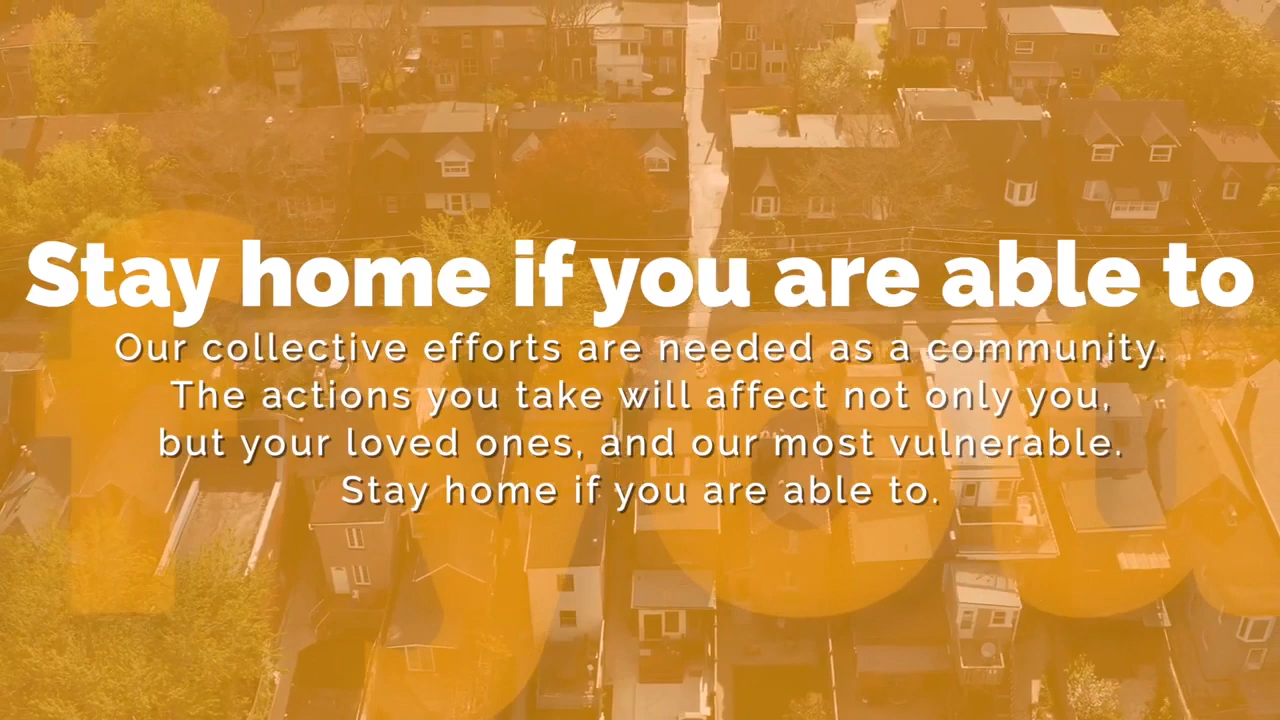 Stay home if you are able to
Our collective efforts are needed as a community.
The actions you take will affect not only you,
but your loved ones, and our most vulnerable.
Stay home if you are able to.
f you